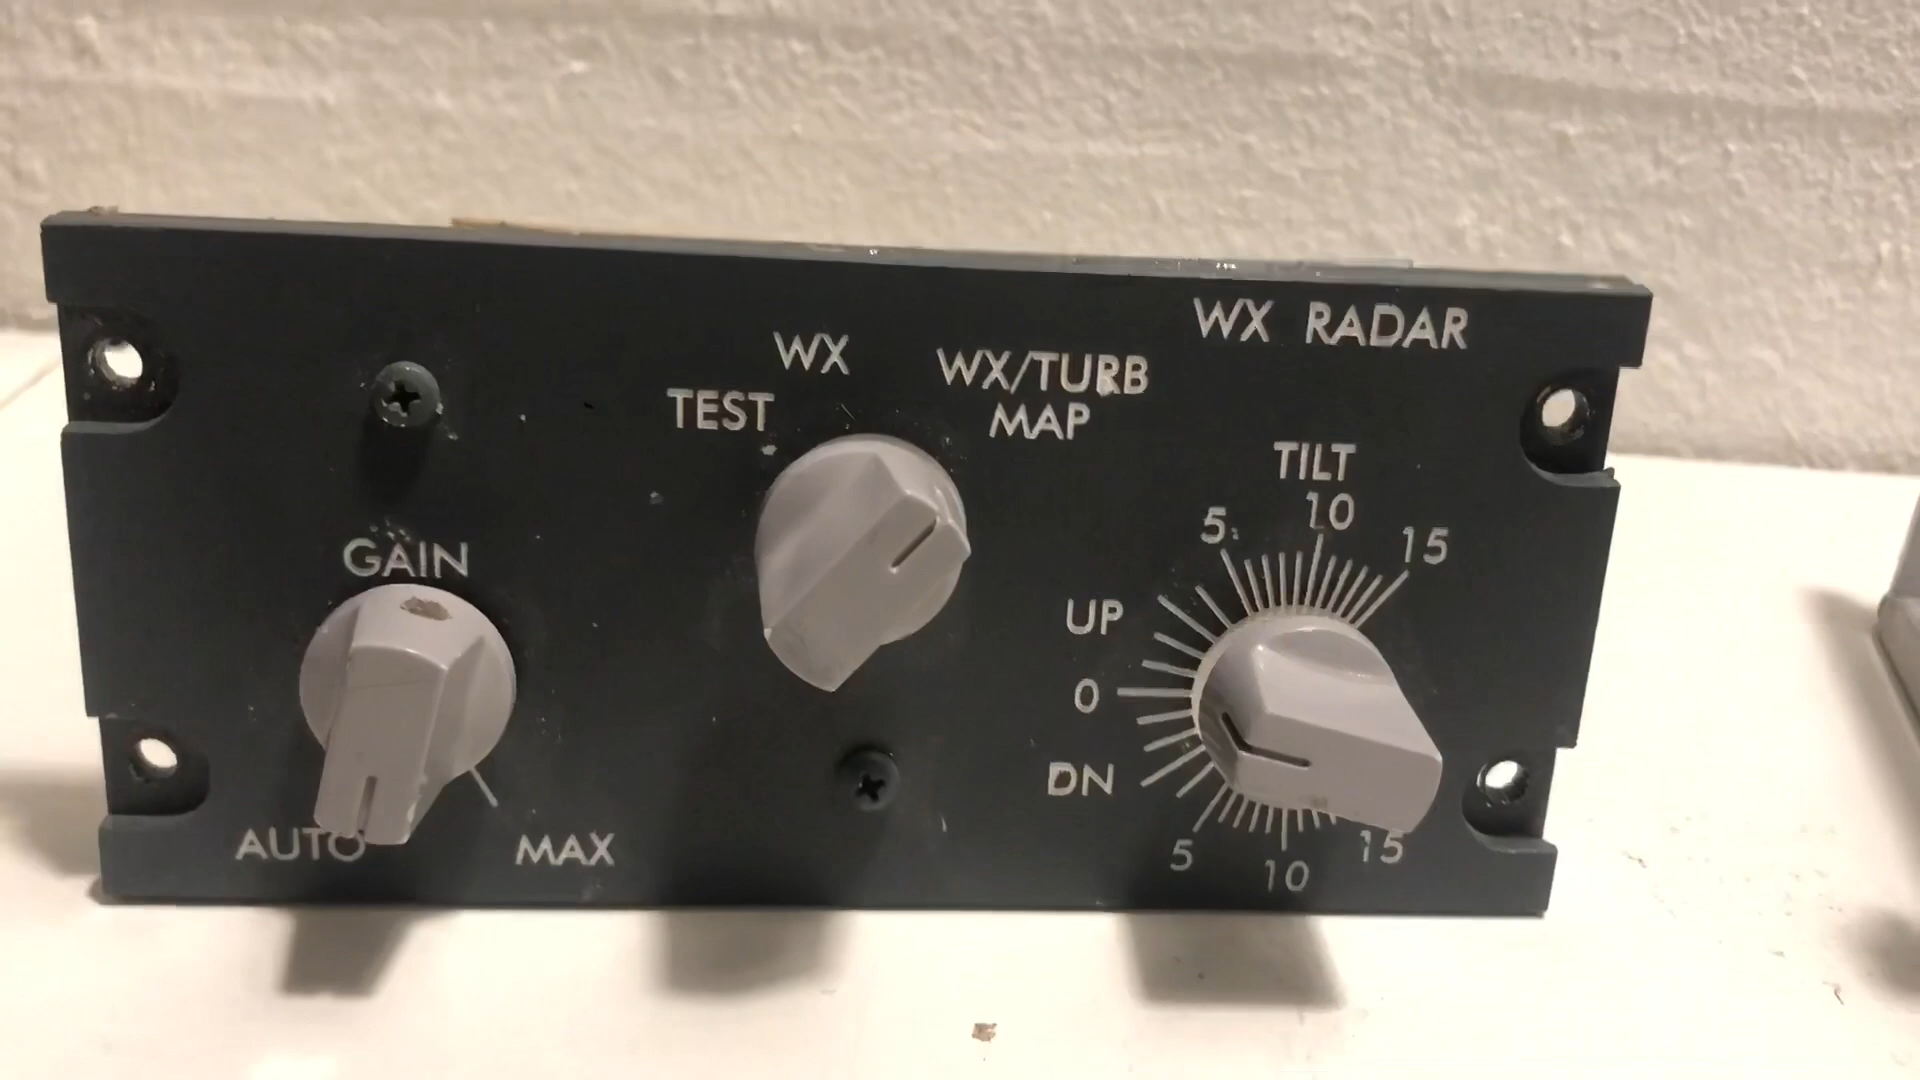 WX RADAR
WX
WX/TURB
MAP
TEST
TILT
5 10 15
GAIN
UP
0
DN
AUTO
MAX
5 10 15